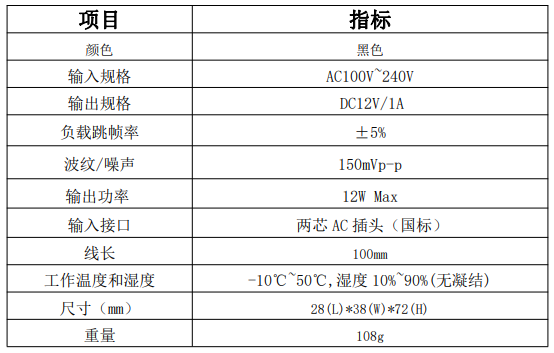 项目 指标
颜色 黑色
输入规格 AC100V~240V
输出规格 DC12V/1A
负载跳帧率 ±5%
波纹/噪声 150mVp-p
输出功率 12W Max
输入接口 两芯 AC 插头（国标）
线长 100mm
工作温度和湿度 -10℃~50℃,湿度 10%~90%(无凝结)
尺寸（mm） 28(L)*38(W)*72(H)
重量 108g